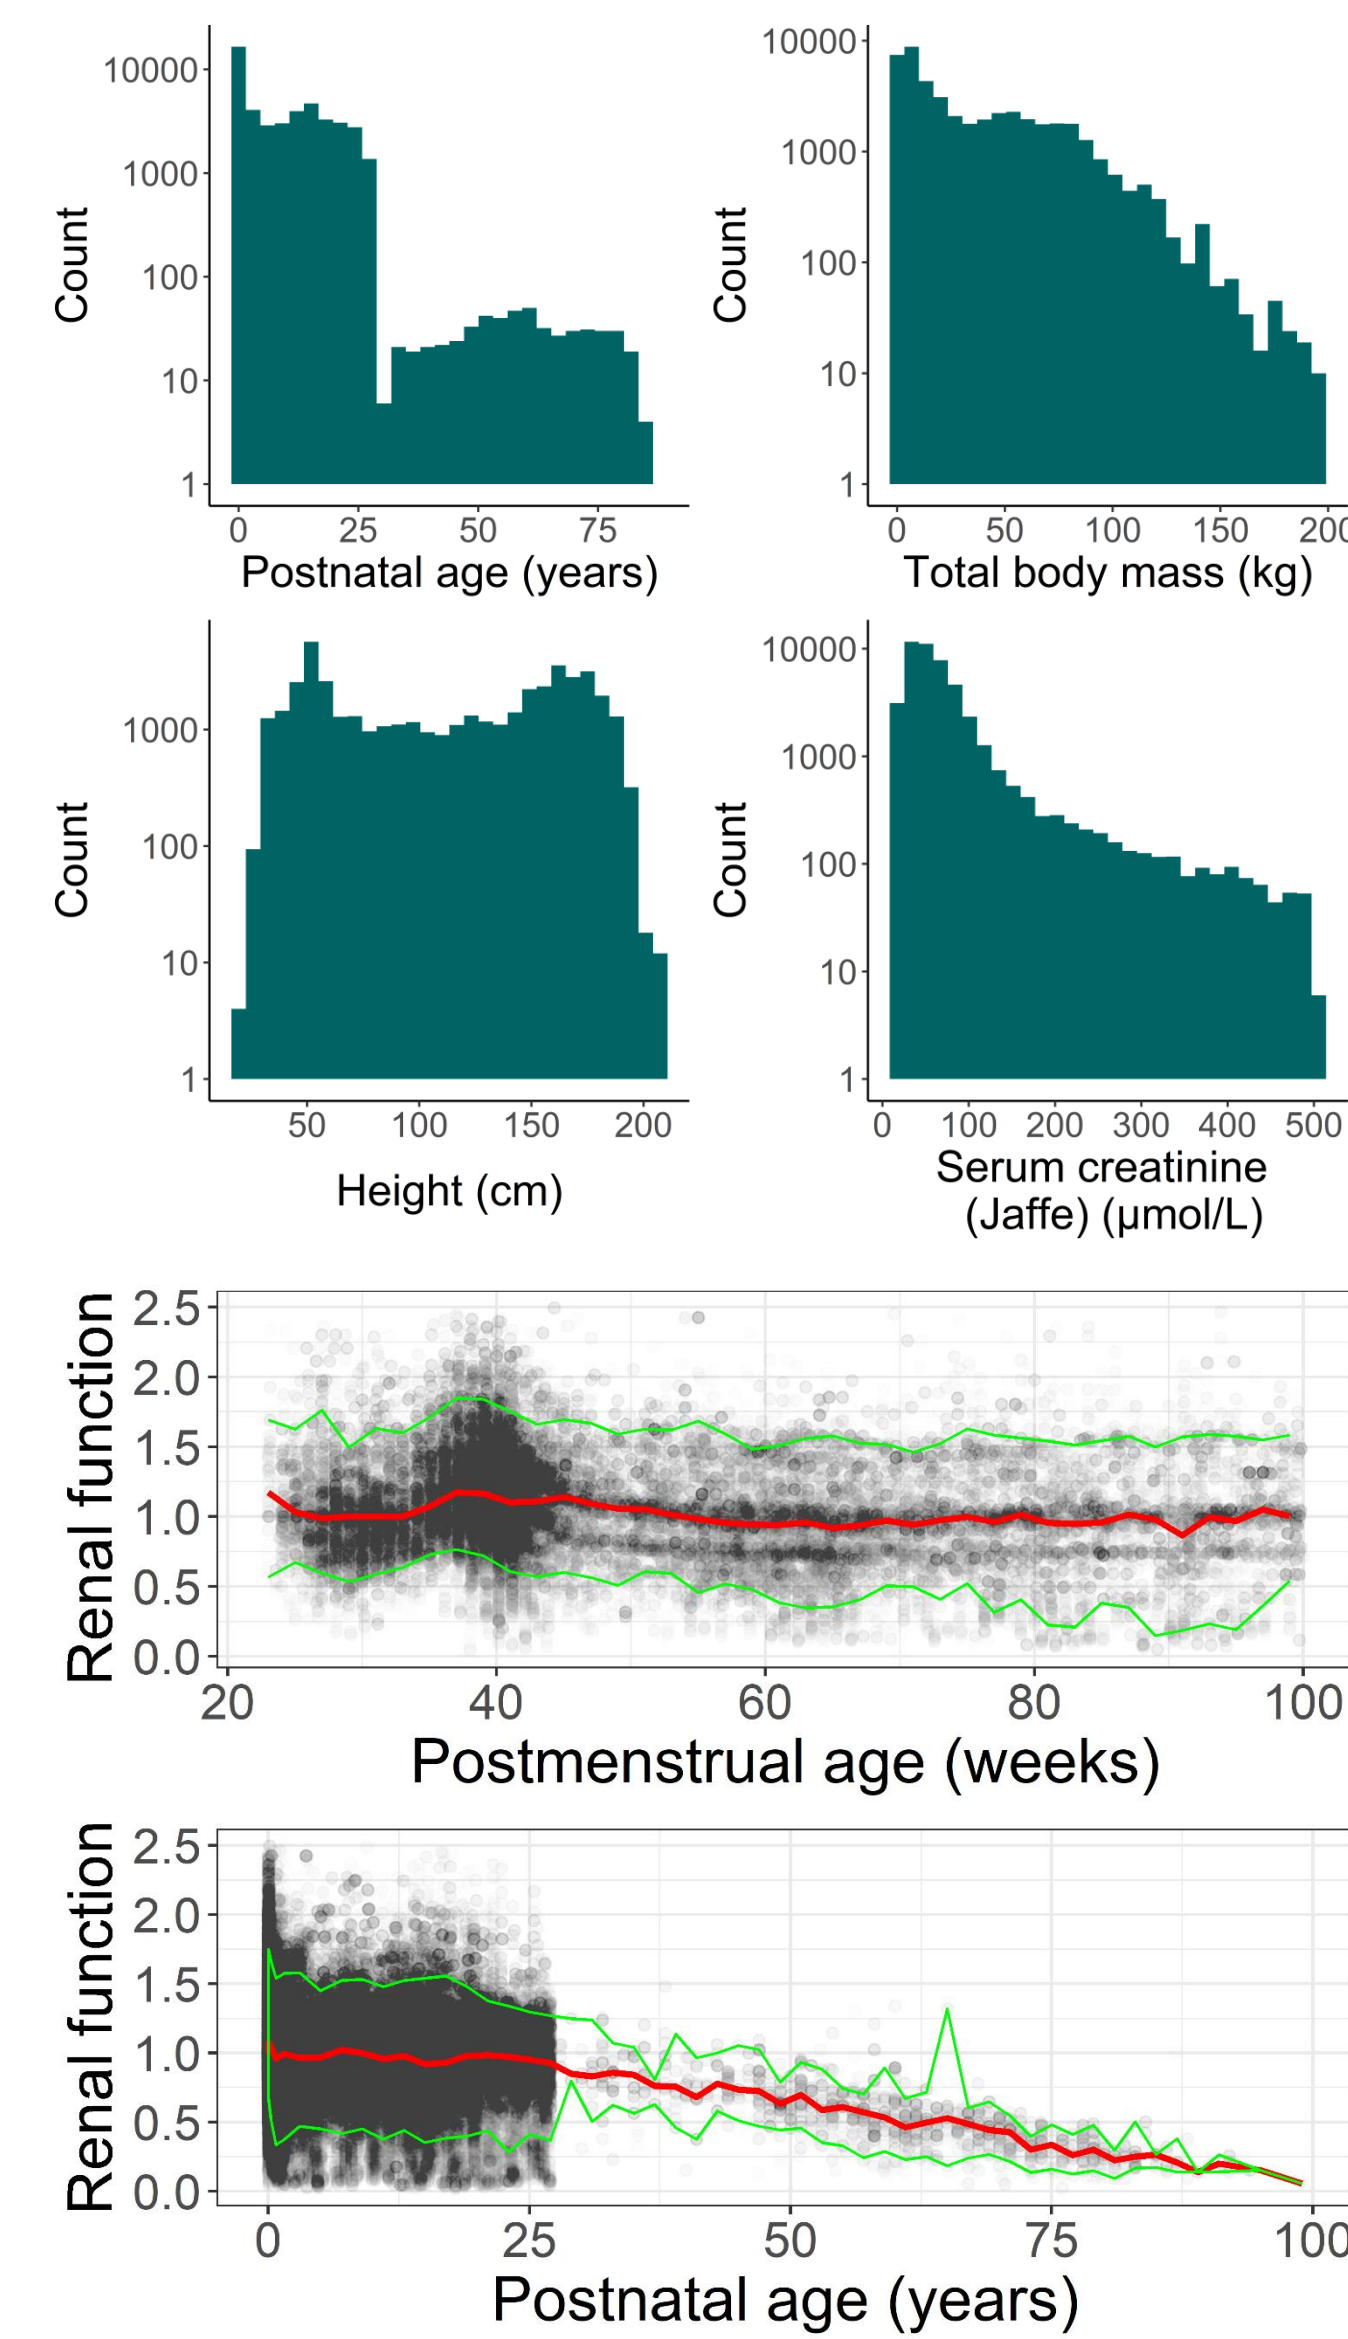 10000
1000
100
10
1
Count
0 25 50 75
Postnatal age (years)
10000
1000
100
10
1
Count
0 50 100 150 200
Total body mass (kg)
1000
100
10
1
Count
50 100 150 200
Height (cm)
10000
1000
100
10
1
Count
0 100 200 300 400 500
Serum creatinine
(Jaffe) (μmol/L)
2.5
2.0
1.5
1.0
0.5
0.0
Renal function
20 40 60 80 100
Postmenstrual age (weeks)
2.5
2.0
1.5
1.0
0.5
0.0
Renal function
0 25 50 75 100
Postnatal age (years)